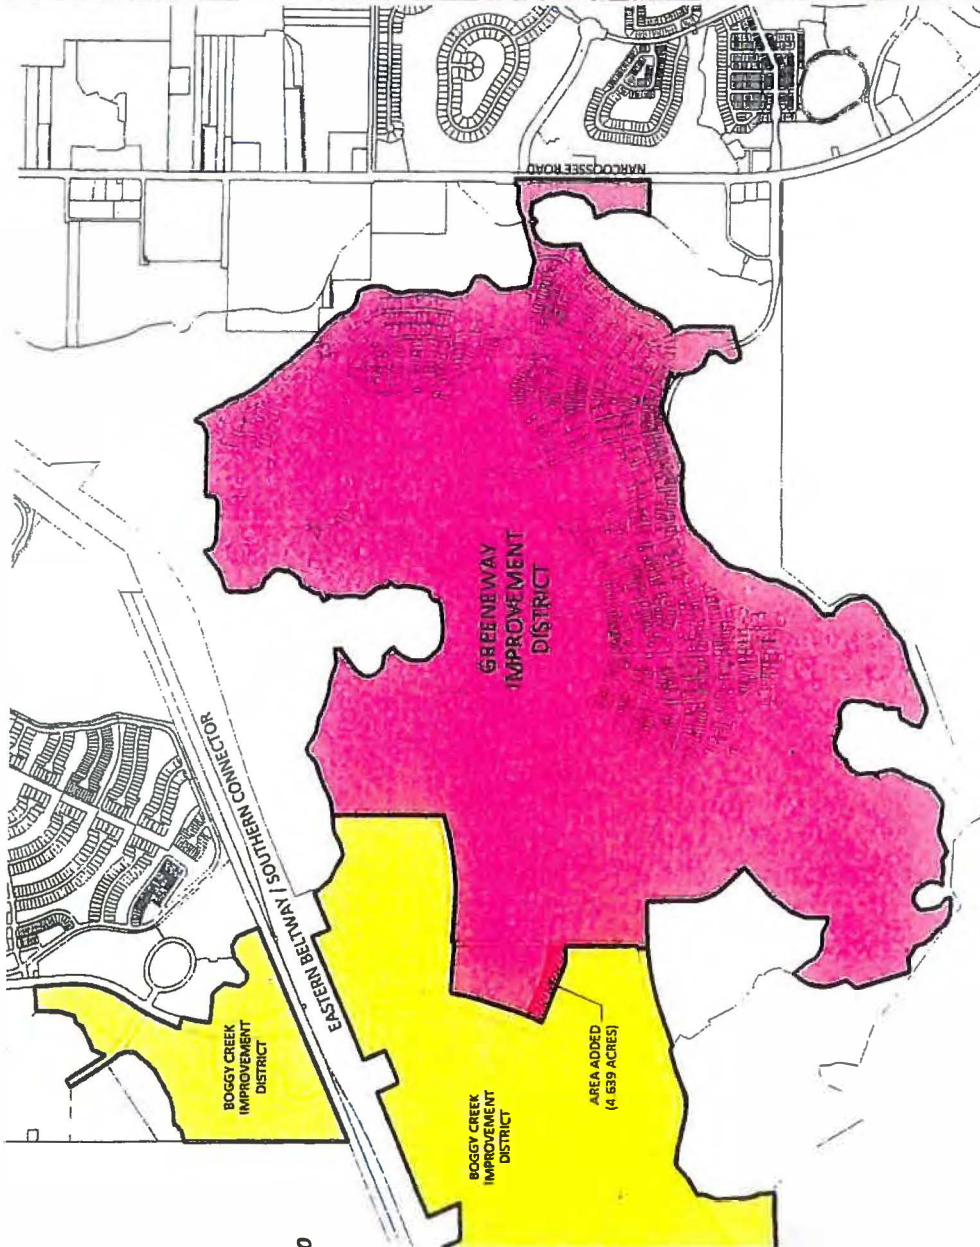 NARCOOSSEE ROAD
GREENEWAY
IMPROVEMENT
DISTRICT
EASTERN BELTWAY / SOUTHERN CONNECTOR
BOGGY CREEK
IMPROVEMENT
DISTRICT
BOGGY CREEK
IMPROVEMENT
DISTRICT
AREA ADDED
(4.639 ACRES)